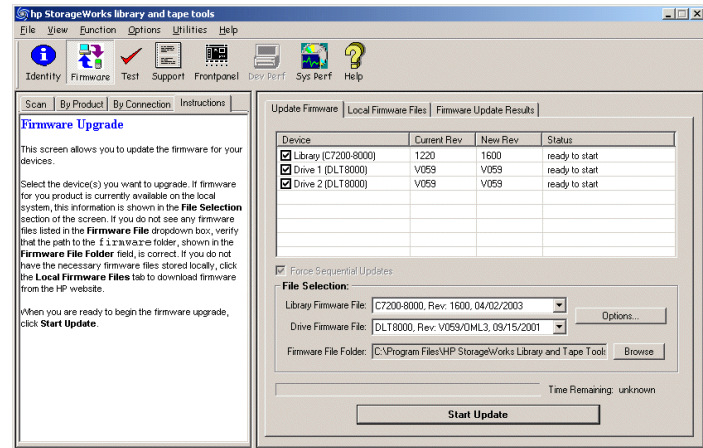 hp StorageWorks library and tape tools
File View Function Options Utilities Help
Identity Firmware Test Support Frontpanel Dev Perf Sys Perf Help
Scan By Product By Connection Instructions
Firmware Upgrade
This screen allows you to update the firmware for your
devices.
Select the device(s) you want to upgrade. If firmware
for you product is currently available on the local
system, this information is shown in the File Selection
section of the screen. If you do not see any firmware
files listed in the Firmware File dropdown box, verify
that the path to the firmware folder, shown in the
Firmware File Folder field, is correct. If you do not
have the necessary firmware files stored locally, click
the Local Firmware Files tab to download firmware
from the HP website.
When you are ready to begin the firmware upgrade,
click Start Update.
Update Firmware Local Firmware Files Firmware Update Results
Device Current Rev New Rev Status
Library (C7200-8000) 1220 1600 ready to start
Drive 1 (DLT8000) V059 V059 ready to start
Drive 2 (DLT8000) V059 V059 ready to start
Force Sequential Updates
File Selection:
Library Firmware File: C7200-8000, Rev: 1600, 04/02/2003
Options...
Drive Firmware File: DLT8000, Rev: V059/OML3, 09/15/2001
Firmware File Folder: C:\Program Files\HP StorageWorks Library and Tape Tools Browse
Time Remaining: unknown
Start Update